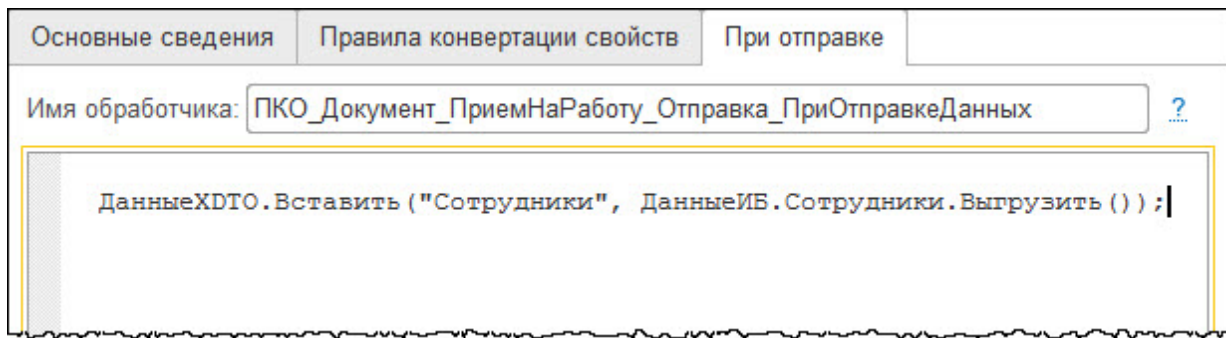 Основные сведения Правила конвертации свойств При отправке
Имя обработчика: ПКО_Документ_ПриемНаРаботу_Отправка_ПриОтправкеДанных ?
ДанныеXDTO.Вставить("Сотрудники", ДанныеИБ.Сотрудники.Выгрузить());